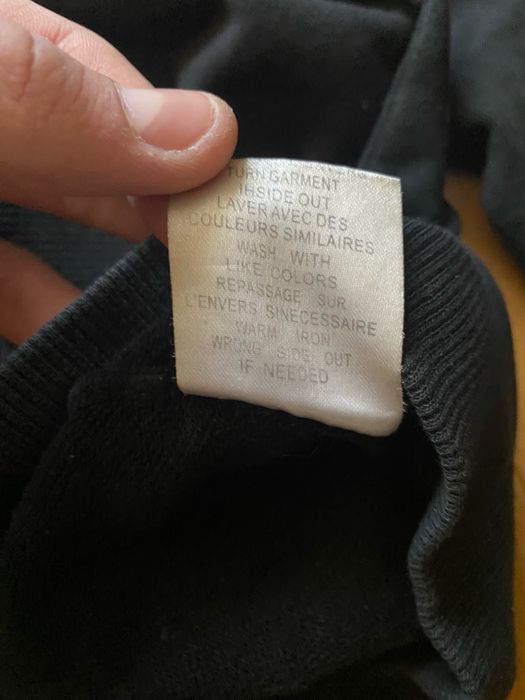 TURN GARMENT
IHSIDE OUT
LAVER AVEC DES
COULEURS SIMILAIRES
WASH WITH
LIKE COLORS
REPASSAGE SUR
L'ENVERS SINECESSAIRE
WARM IRON
WRONG SIDE OUT
IF NEEDED